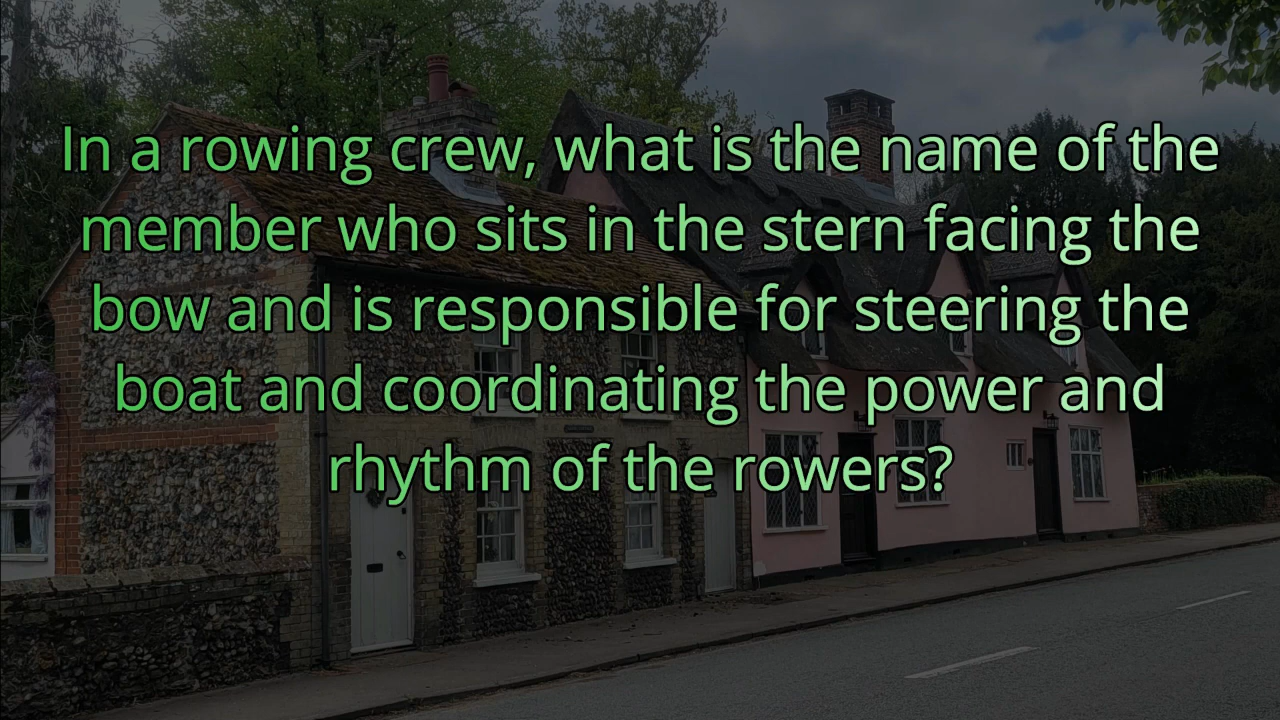 In a rowing crew, what is the name of the
member who sits in the stern facing the
bow and is responsible for steering the
boat and coordinating the power and
rhythm of the rowers?